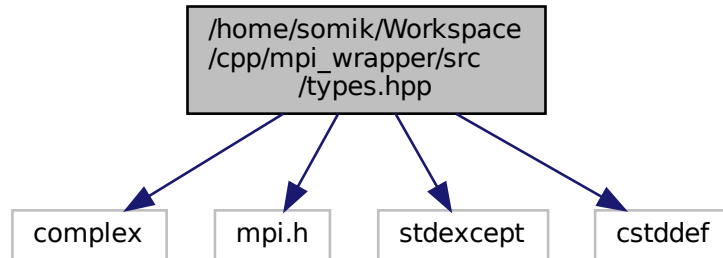 /home/somik/Workspace
/cpp/mpi_wrapper/src
/types.hpp
complex
mpi.h
stdexcept
cstddef